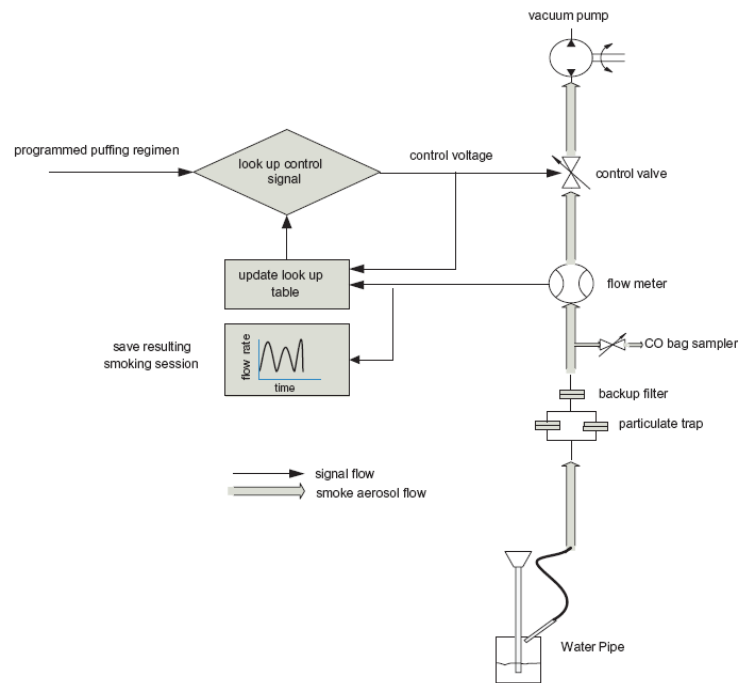 vacuum pump
programmed puffing regimen
look up control
signal
control voltage
control valve
update look up
table
flow meter
save resulting
smoking session
flow rate
time
CO bag sampler
backup filter
particulate trap
signal flow
smoke aerosol flow
Water Pipe